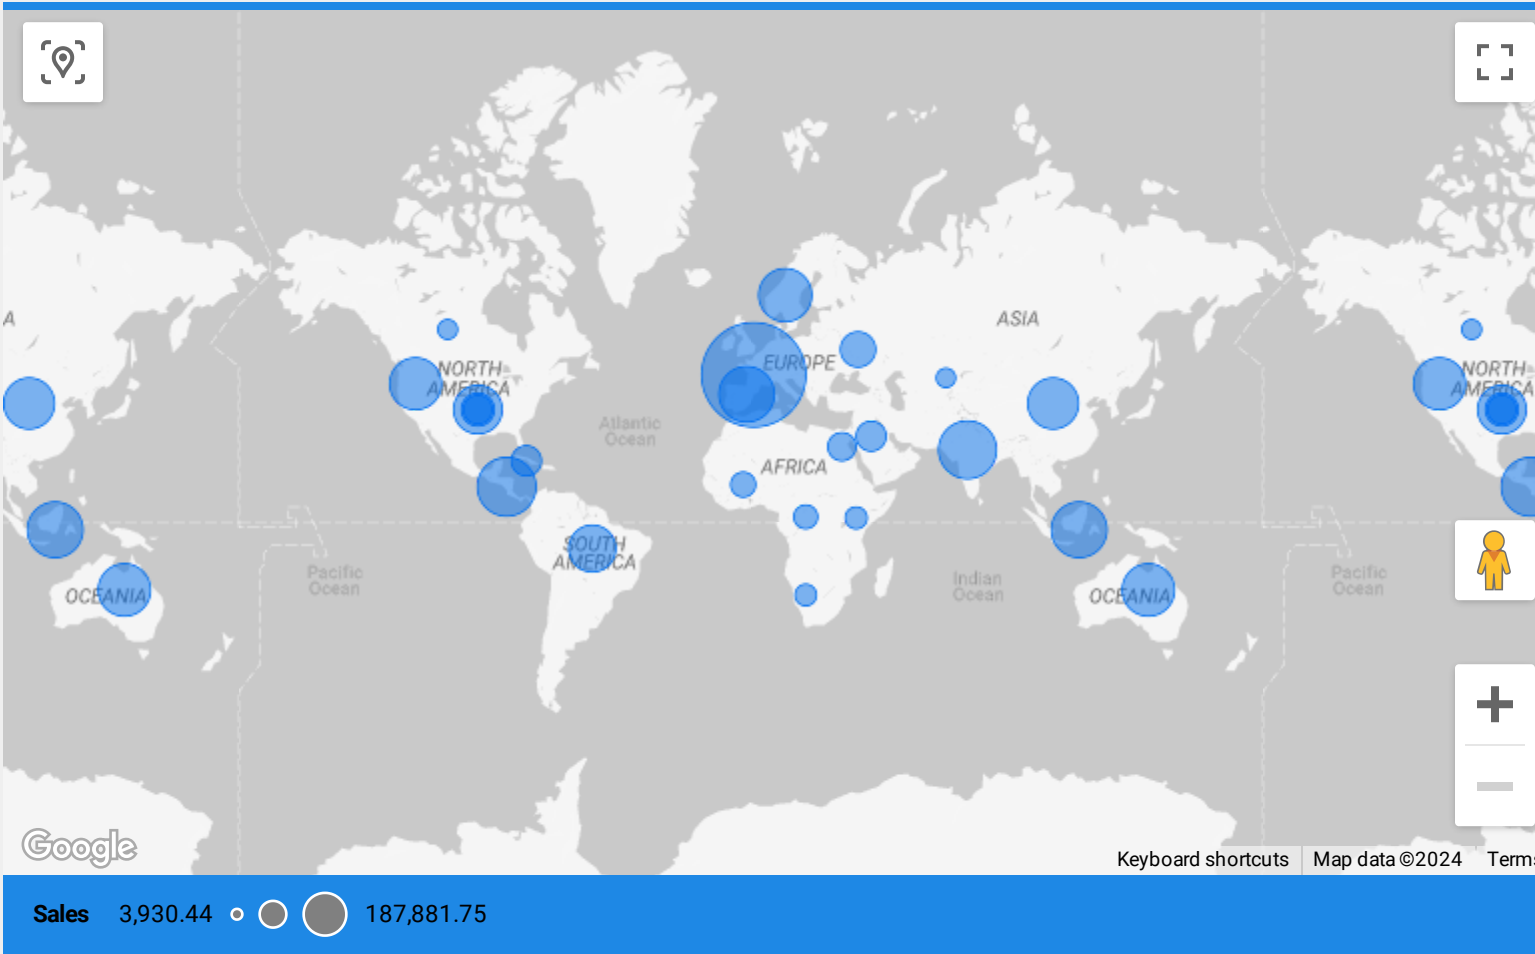 A
ASIA
NORTH
AMERICA
NORTH
AMERICA
EUROPE
Atlantic
Ocean
AFRICA
SOUTH
AMERICA
Pacific
Ocean
Indian
Ocean
Pacific
Ocean
OCEANIA
OCEANIA
Google
Keyboard shortcuts
Map data ©2024
Terms
Sales 3,930.44 187,881.75